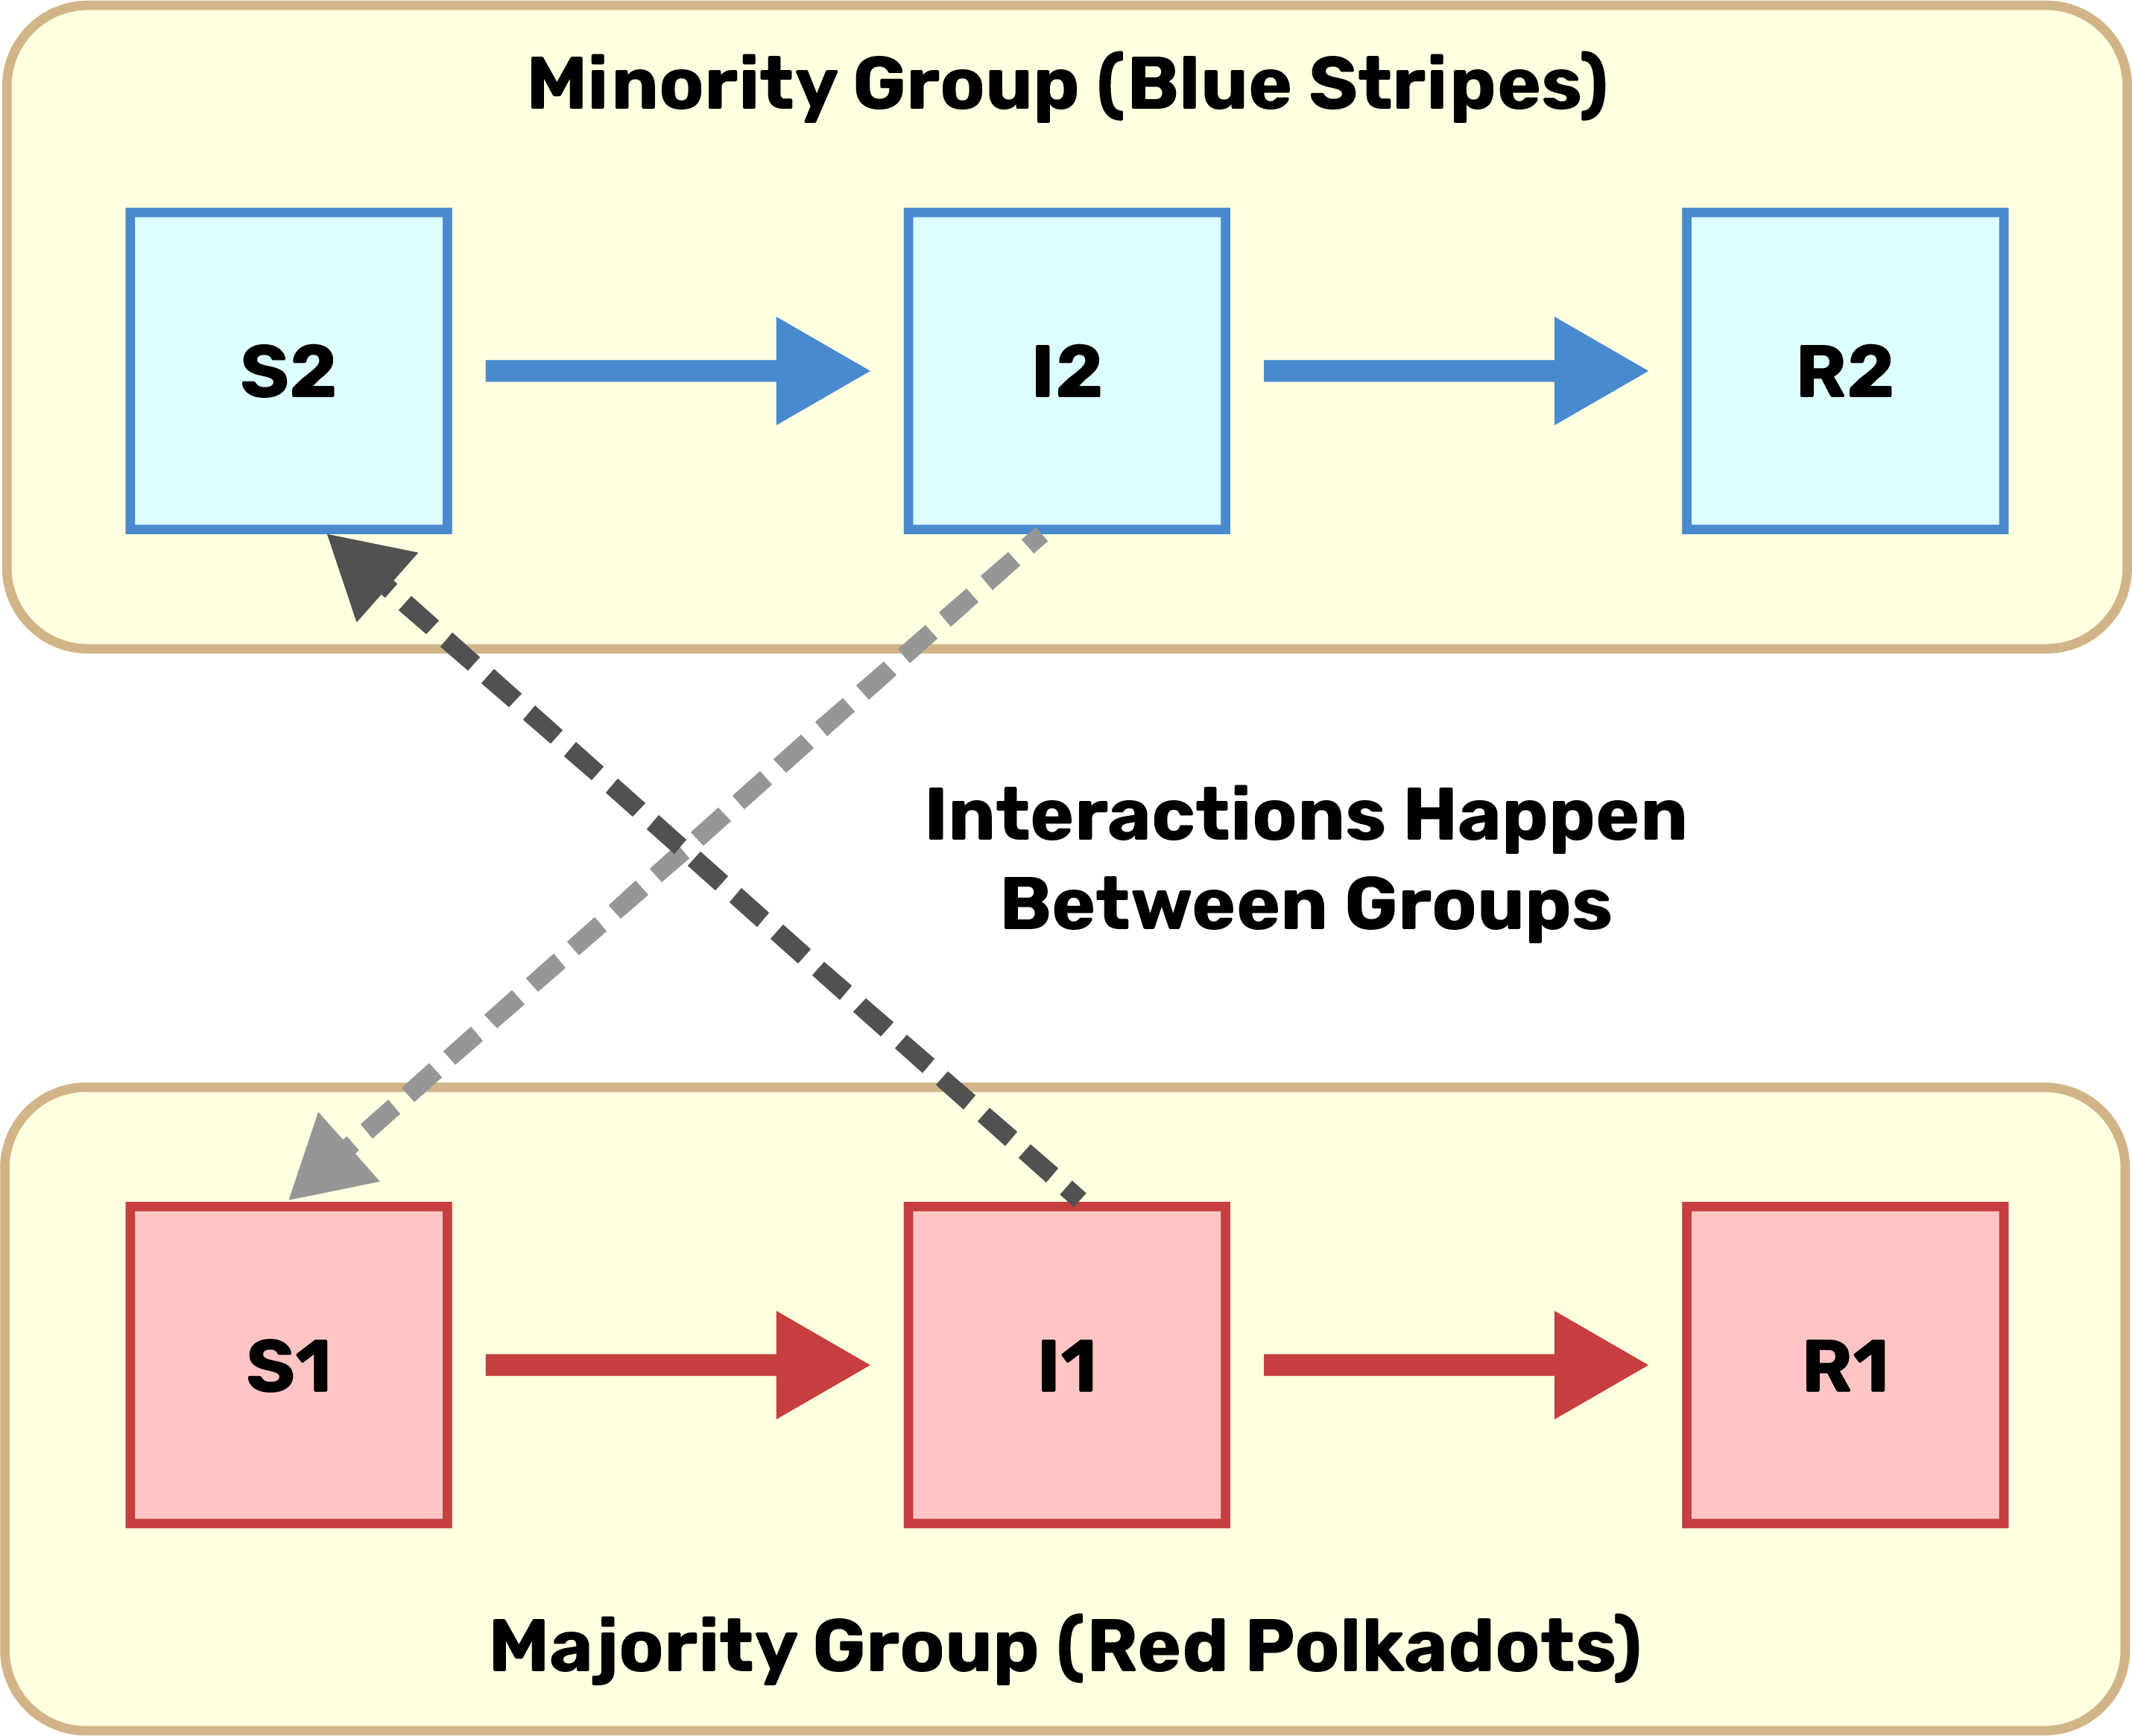 Minority Group (Blue Stripes)
S2
I2
R2
Interactions Happen
Between Groups
S1
I1
R1
Majority Group (Red Polkadots)